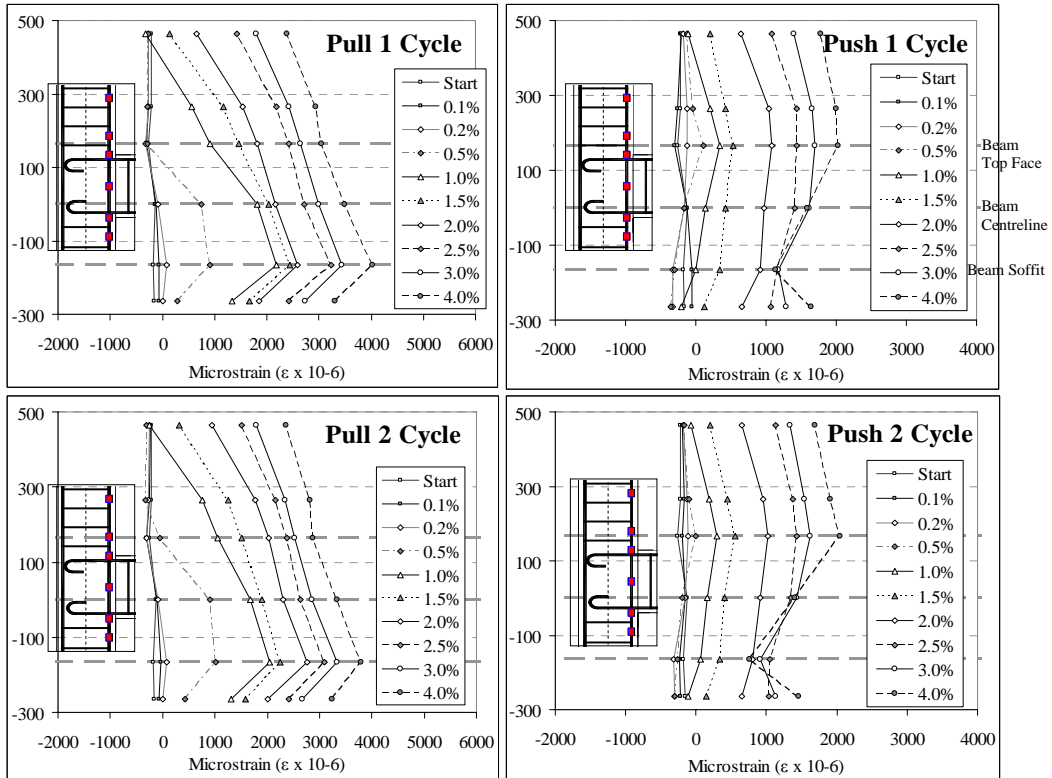 Pull 1 Cycle
500
300
100
-100
-300
-2000 -1000 0 1000 2000 3000 4000 5000 6000
Microstrain (ε x 10-6)
Start
0.1%
0.2%
0.5%
1.0%
1.5%
2.0%
2.5%
3.0%
4.0%
Push 1 Cycle
500
300
100
-100
-300
-2000 -1000 0 1000 2000 3000 4000
Microstrain (ε x 10-6)
Start
0.1%
0.2%
0.5%
1.0%
1.5%
2.0%
2.5%
3.0%
4.0%
Beam
Top Face
Beam
Centreline
Beam Soffit
Pull 2 Cycle
500
300
100
-100
-300
-2000 -1000 0 1000 2000 3000 4000 5000 6000
Microstrain (ε x 10-6)
Start
0.1%
0.2%
0.5%
1.0%
1.5%
2.0%
2.5%
3.0%
4.0%
Push 2 Cycle
500
300
100
-100
-300
-2000 -1000 0 1000 2000 3000 4000
Microstrain (ε x 10-6)
Start
0.1%
0.2%
0.5%
1.0%
1.5%
2.0%
2.5%
3.0%
4.0%